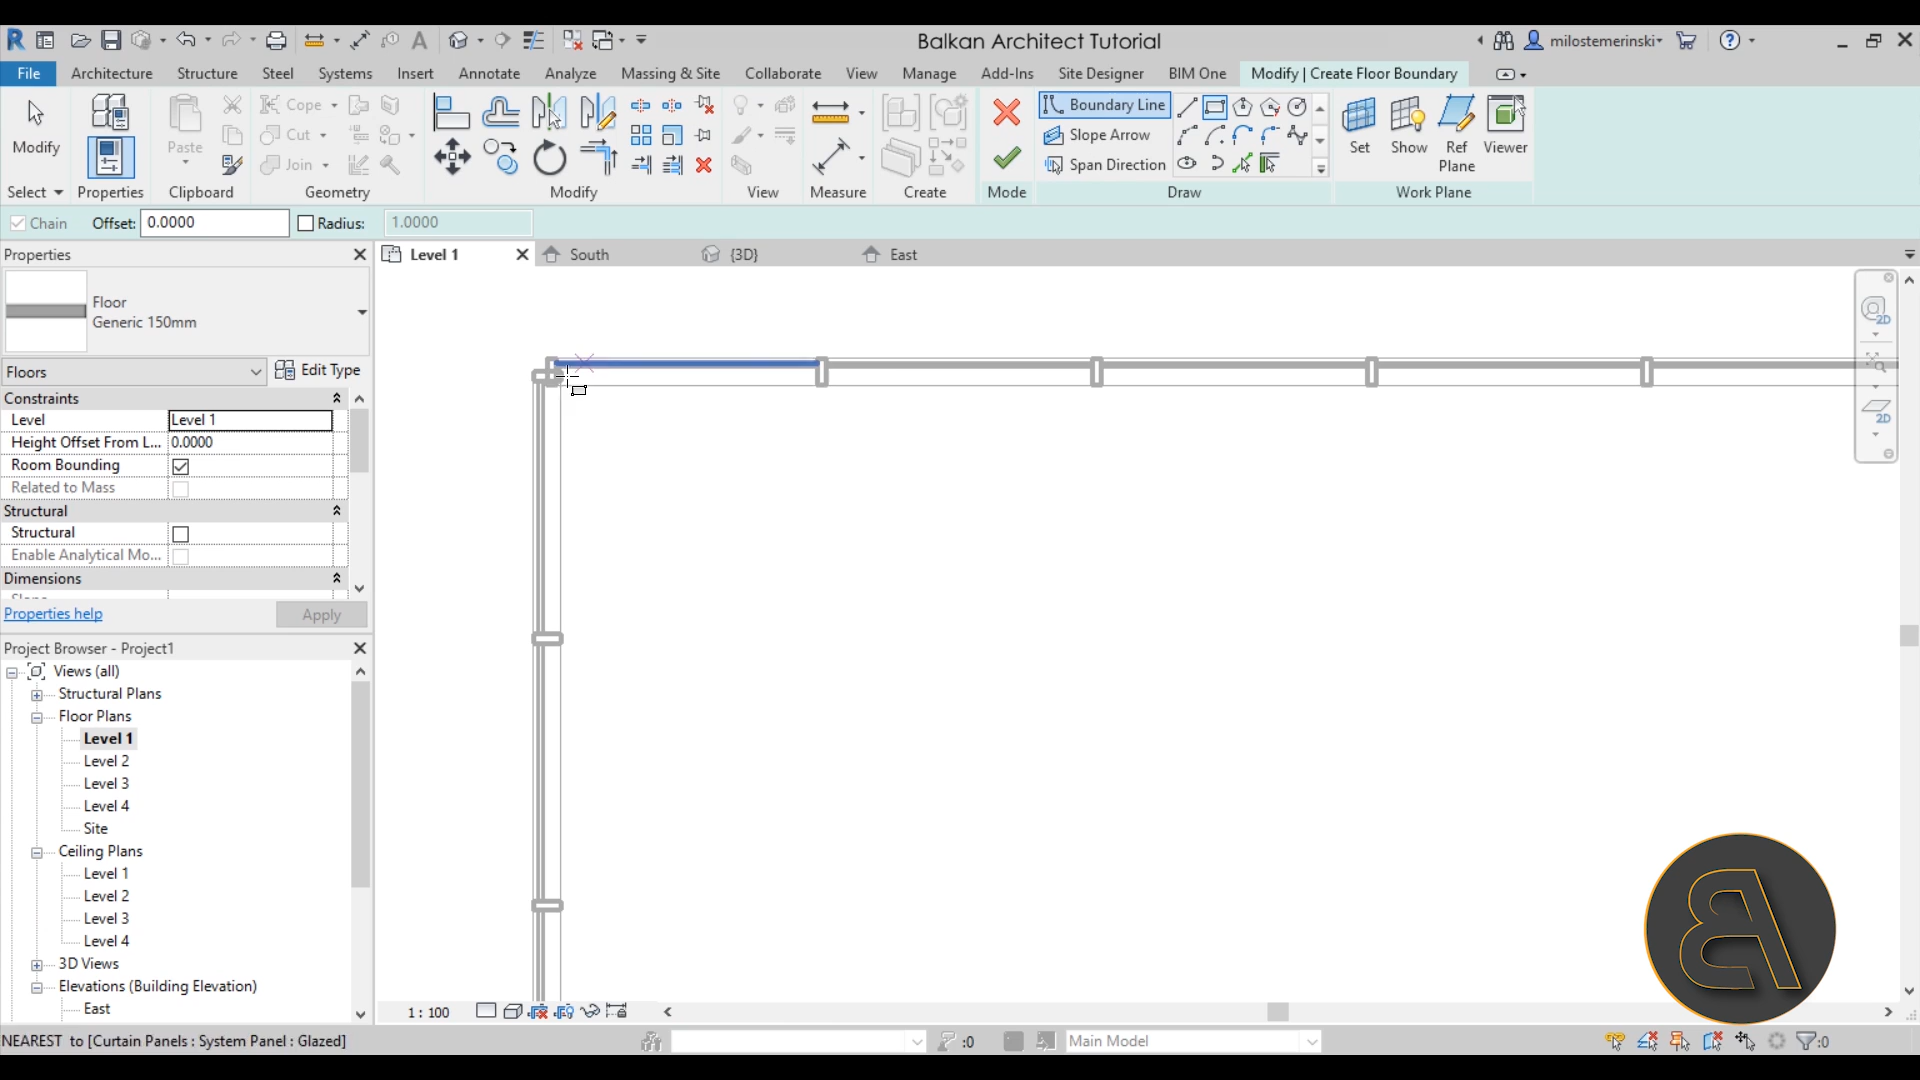 Balkan Architect Tutorial
milostemerinski
File Architecture Structure Steel Systems Insert Annotate Analyze Massing & Site Collaborate View Manage Add-Ins Site Designer BIM One Modify | Create Floor Boundary
Modify
Paste
Cope
Cut
Join
Boundary Line
Slope Arrow
Span Direction
Set Show Ref Plane Viewer
Select Properties Clipboard Geometry Modify View Measure Create Mode Draw Work Plane
Chain Offset: 0.0000 Radius: 1.0000
Properties
Level 1 South {3D} East
Floor
Generic 150mm
Floors Edit Type
Constraints
Level Level 1
Height Offset From L... 0.0000
Room Bounding
Related to Mass
Structural
Structural
Enable Analytical Mo...
Dimensions
Properties help Apply
Project Browser - Project1
Views (all)
Structural Plans
Floor Plans
Level 1
Level 2
Level 3
Level 4
Site
Ceiling Plans
Level 1
Level 2
Level 3
Level 4
3D Views
Elevations (Building Elevation)
East
2D
2D
1 : 100
NEAREST to [Curtain Panels : System Panel : Glazed]
:0
Main Model
:0